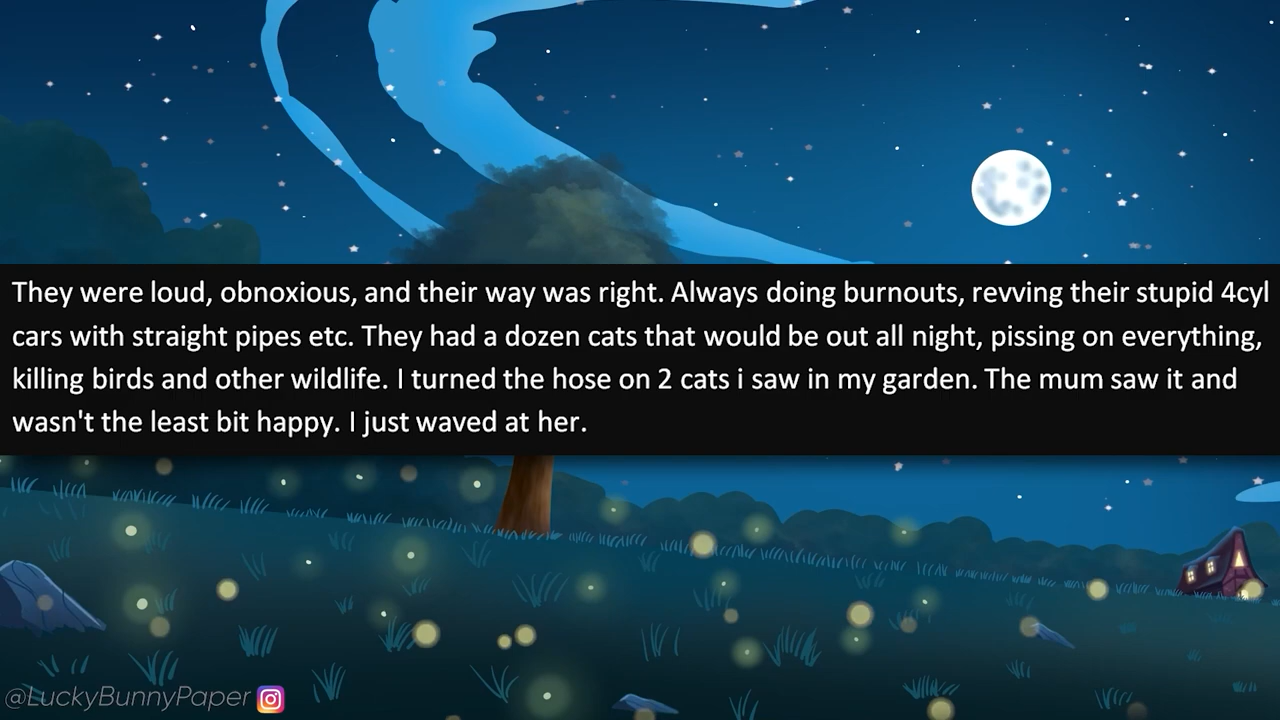 They were loud, obnoxious, and their way was right. Always doing burnouts, revving their stupid 4cyl
cars with straight pipes etc. They had a dozen cats that would be out all night, pissing on everything,
killing birds and other wildlife. I turned the hose on 2 cats i saw in my garden. The mum saw it and
wasn't the least bit happy. I just waved at her.
@LuckyBunnyPaper